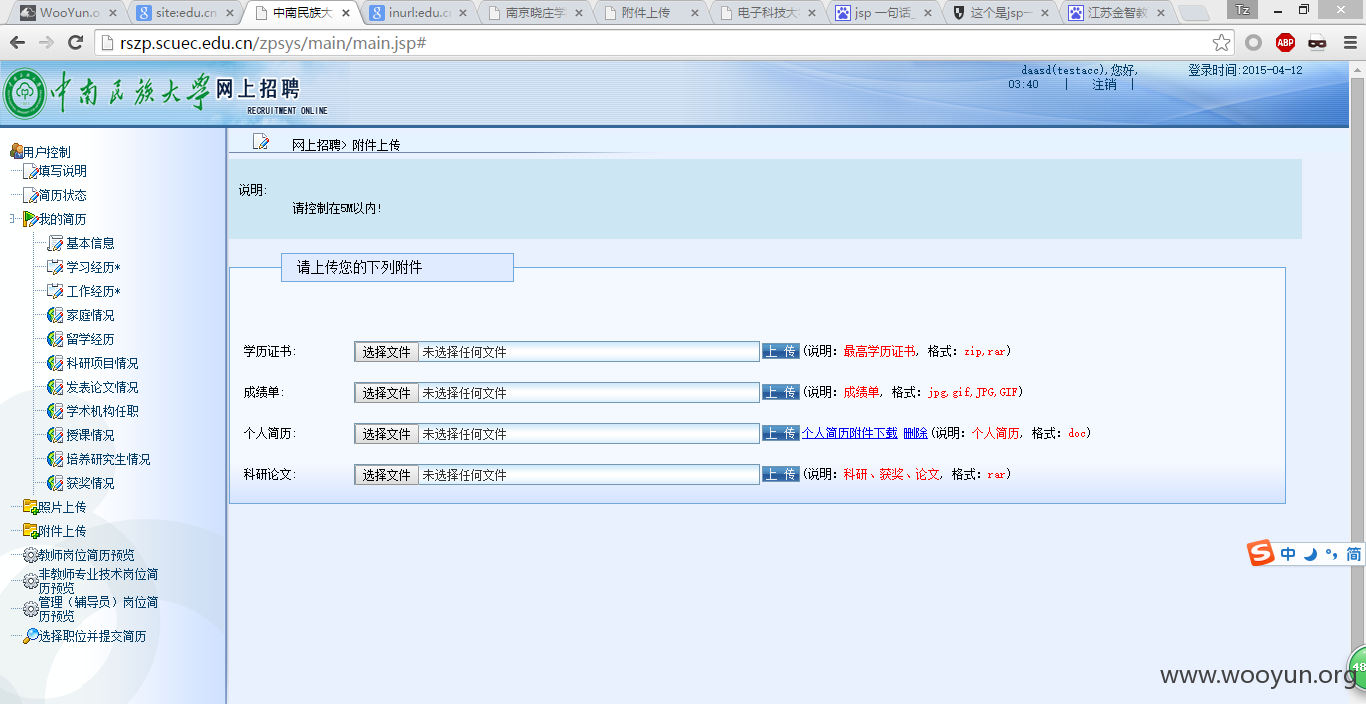 WooYun.o
site:edu.cn
中南民族大
inurl:edu.c
南京晓庄学
附件上传
电子科技大
jsp 一句话_
这个是jsp一
江苏金智教
Tz
rszp.scuec.edu.cn/zpsys/main/main.jsp#
ABP
中南民族大学 网上招聘
RECRUITMENT ONLINE
daasd(testacc),您好, 登录时间:2015-04-12
03:40 | 注销 |
用户控制
填写说明
简历状态
我的简历
基本信息
学习经历*
工作经历*
家庭情况
留学经历
科研项目情况
发表论文情况
学术机构任职
授课情况
培养研究生情况
获奖情况
照片上传
附件上传
教师岗位简历预览
非教师专业技术岗位简
历预览
管理（辅导员）岗位简
历预览
选择职位并提交简历
网上招聘> 附件上传
说明:
请控制在5M以内!
请上传您的下列附件
学历证书: 选择文件 未选择任何文件 上 传 (说明: 最高学历证书, 格式: zip,rar)
成绩单: 选择文件 未选择任何文件 上 传 (说明: 成绩单, 格式: jpg,gif,JPG,GIF)
个人简历: 选择文件 未选择任何文件 上 传 个人简历附件下载 删除 (说明: 个人简历, 格式: doc)
科研论文: 选择文件 未选择任何文件 上 传 (说明: 科研、获奖、论文, 格式: rar)
S 中 °, 简
48
www.wooyun.org